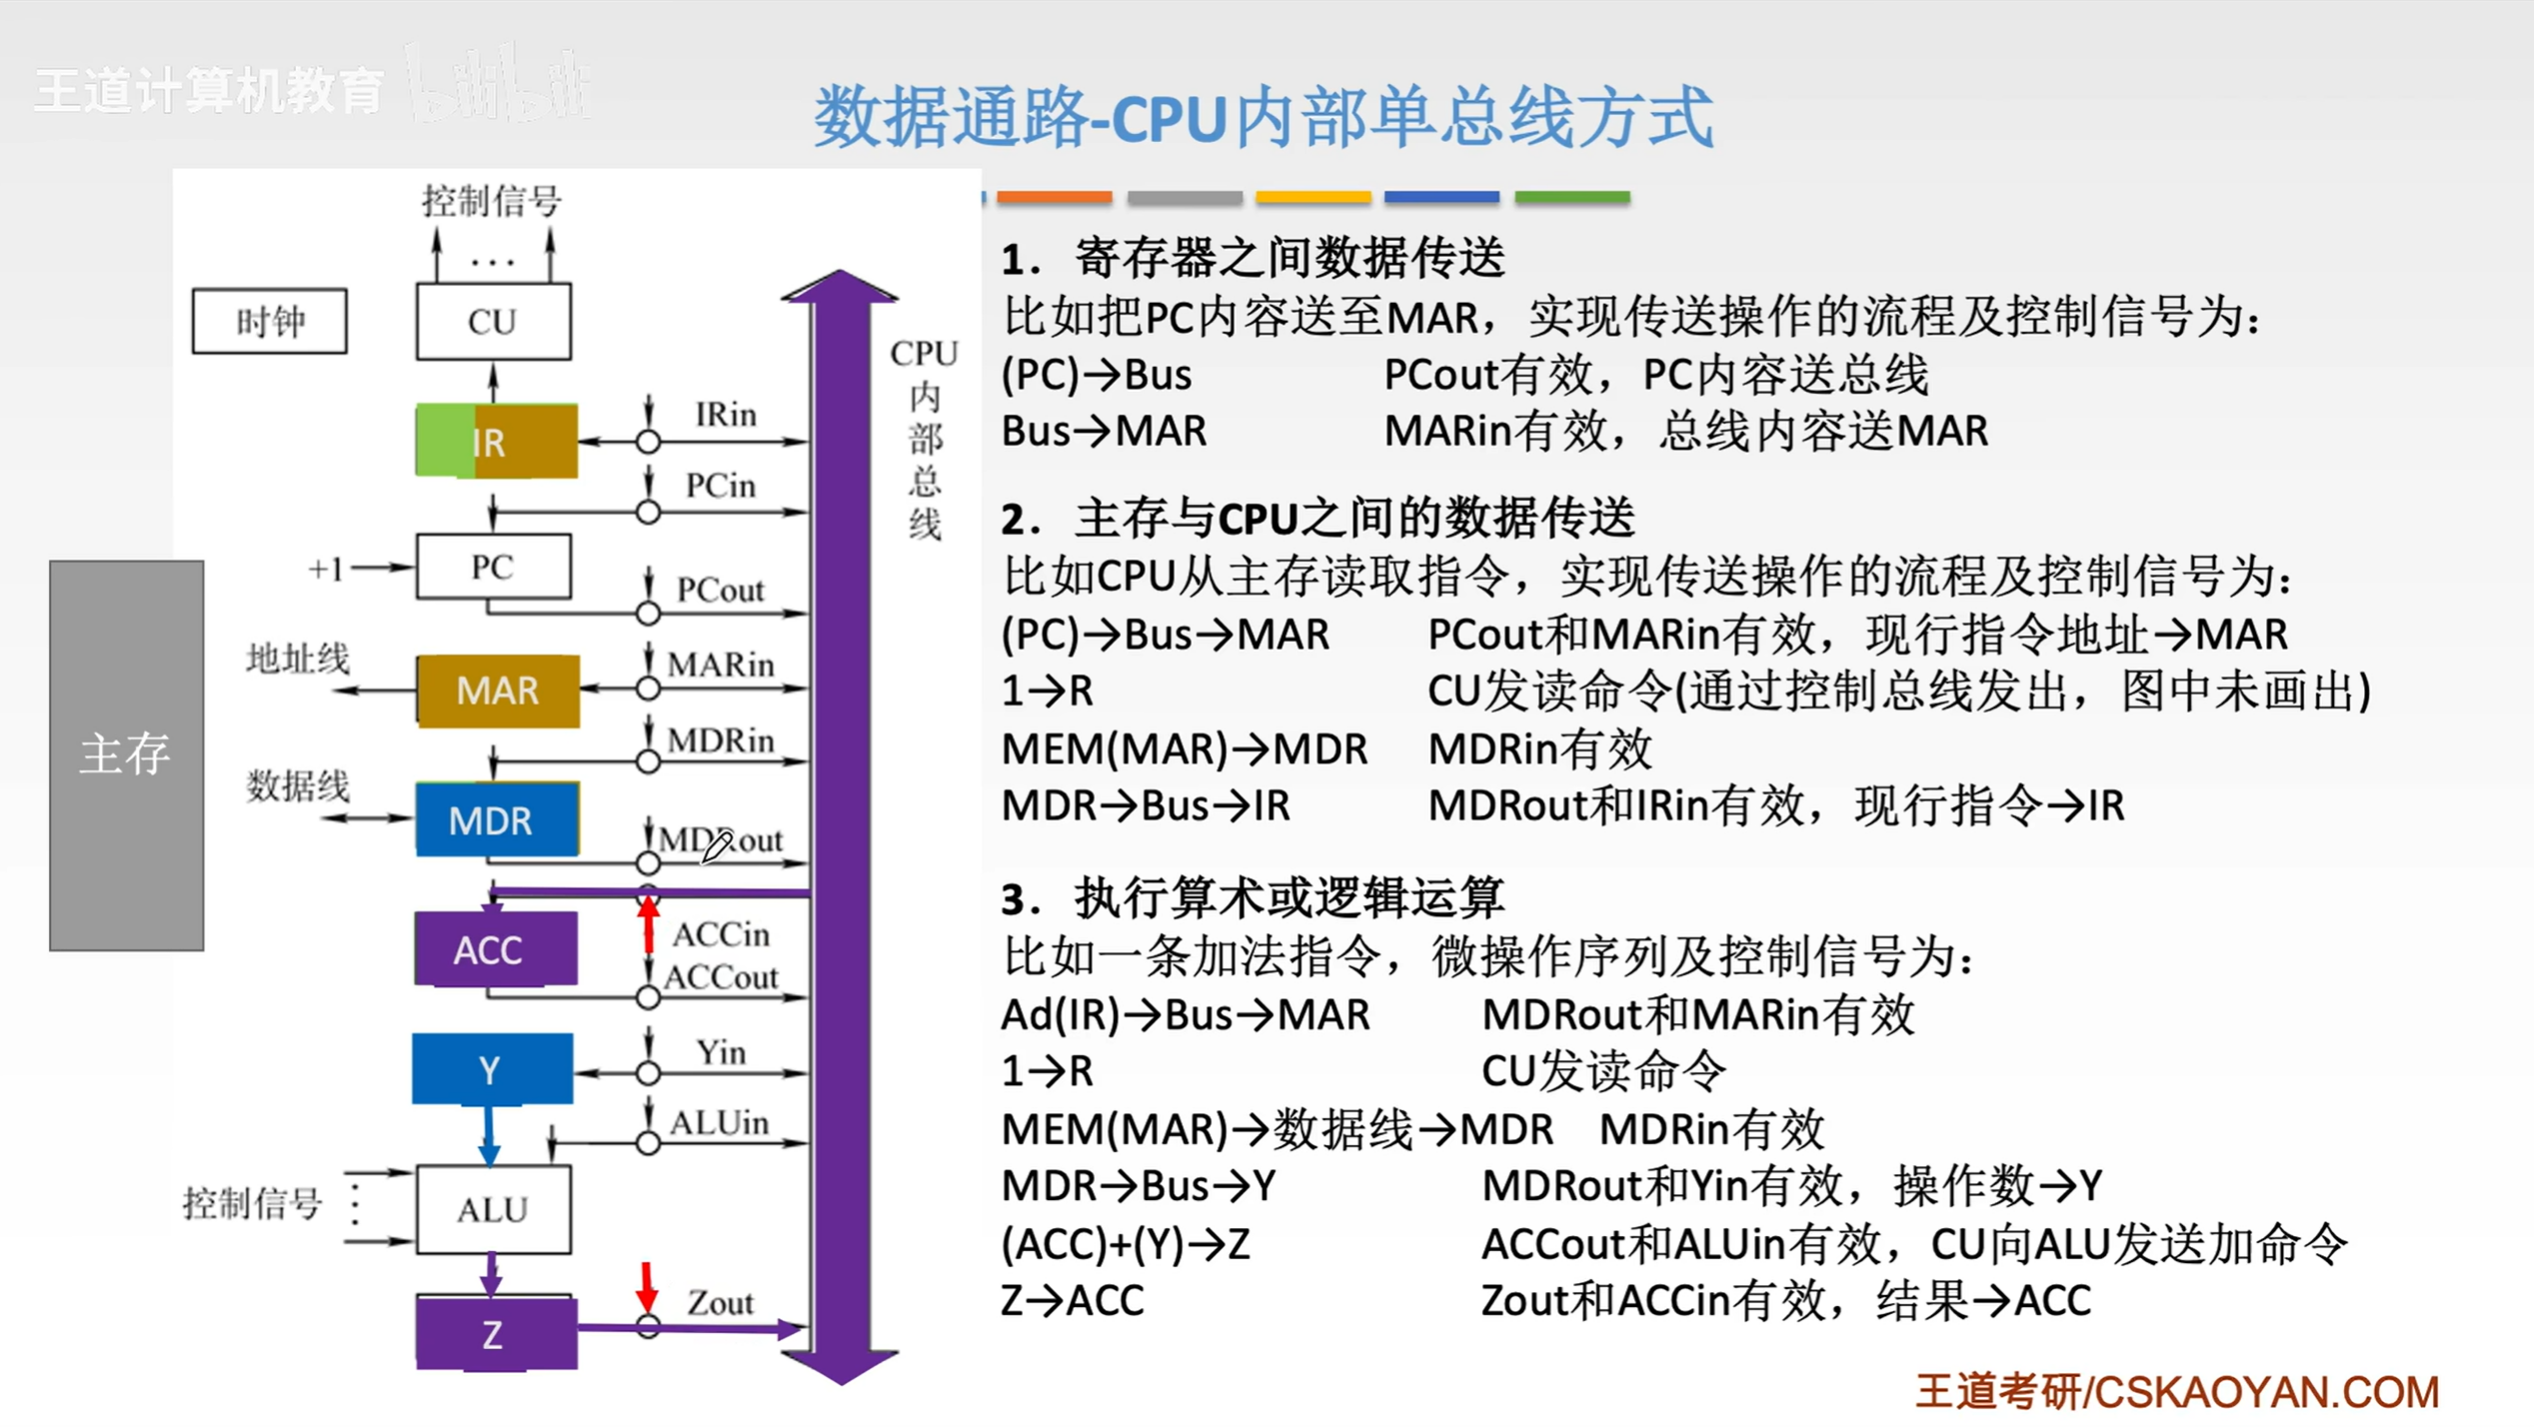 王道计算机教育 bilibili
数据通路-CPU内部单总线方式
控制信号
...
时钟
CU
CPU内部总线
IR
IRin
PCin
+1
PC
PCout
地址线
MAR
MARin
主存
MDRin
数据线
MDR
MDRout
ACC
ACCin
ACCout
Y
Yin
ALUin
控制信号
ALU
Z
Zout
1. 寄存器之间数据传送
比如把PC内容送至MAR，实现传送操作的流程及控制信号为：
(PC)→Bus PCout有效，PC内容送总线
Bus→MAR MARin有效，总线内容送MAR
2. 主存与CPU之间的数据传送
比如CPU从主存读取指令，实现传送操作的流程及控制信号为：
(PC)→Bus→MAR PCout和MARin有效，现行指令地址→MAR
1→R CU发读命令(通过控制总线发出，图中未画出)
MEM(MAR)→MDR MDRin有效
MDR→Bus→IR MDRout和IRin有效，现行指令→IR
3. 执行算术或逻辑运算
比如一条加法指令，微操作序列及控制信号为：
Ad(IR)→Bus→MAR MDRout和MARin有效
1→R CU发读命令
MEM(MAR)→数据线→MDR MDRin有效
MDR→Bus→Y MDRout和Yin有效，操作数→Y
(ACC)+(Y)→Z ACCout和ALUin有效，CU向ALU发送加命令
Z→ACC Zout和ACCin有效，结果→ACC
王道考研/CSKAOYAN.COM